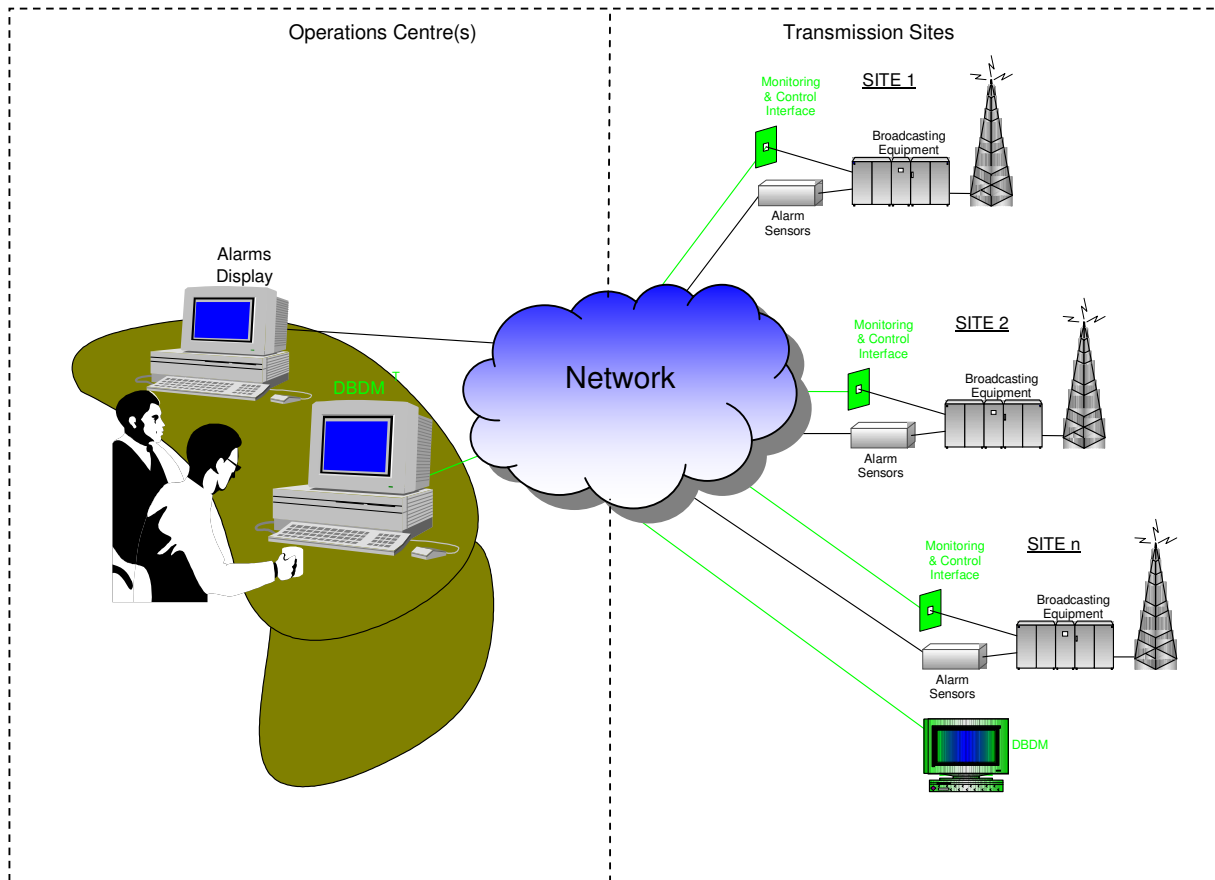 Operations Centre(s)
Transmission Sites
Monitoring
& Control
Interface
SITE 1
Broadcasting
Equipment
Alarm
Sensors
Alarms
Display
DBDM
T
Network
Monitoring
& Control
Interface
SITE 2
Broadcasting
Equipment
Alarm
Sensors
Monitoring
& Control
Interface
SITE n
Broadcasting
Equipment
Alarm
Sensors
DBDM